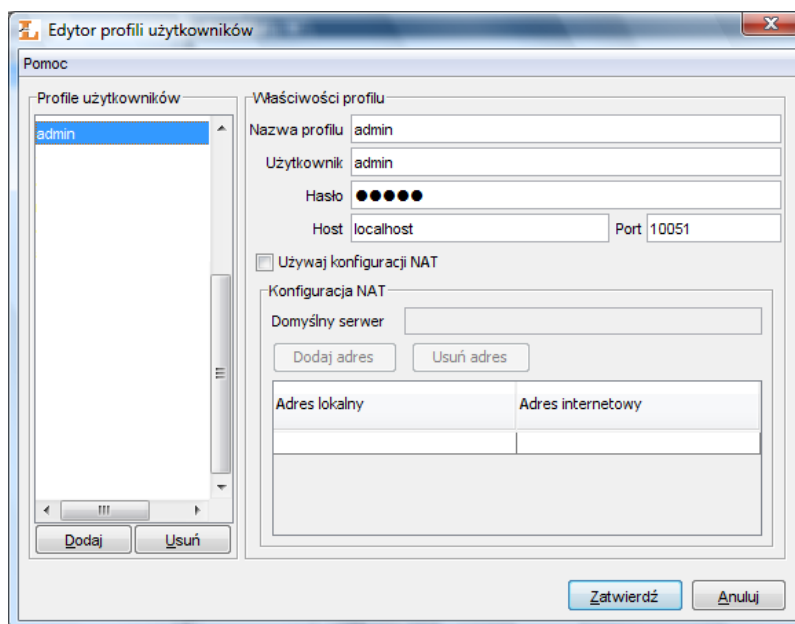 Edytor profili użytkowników
Pomoc
Profile użytkowników
admin
Dodaj
Usuń
Właściwości profilu
Nazwa profilu admin
Użytkownik admin
Hasło ●●●●●
Host localhost Port 10051
Używaj konfiguracji NAT
Konfiguracja NAT
Domyślny serwer
Dodaj adres Usuń adres
Adres lokalny Adres internetowy
Zatwierdź Anuluj